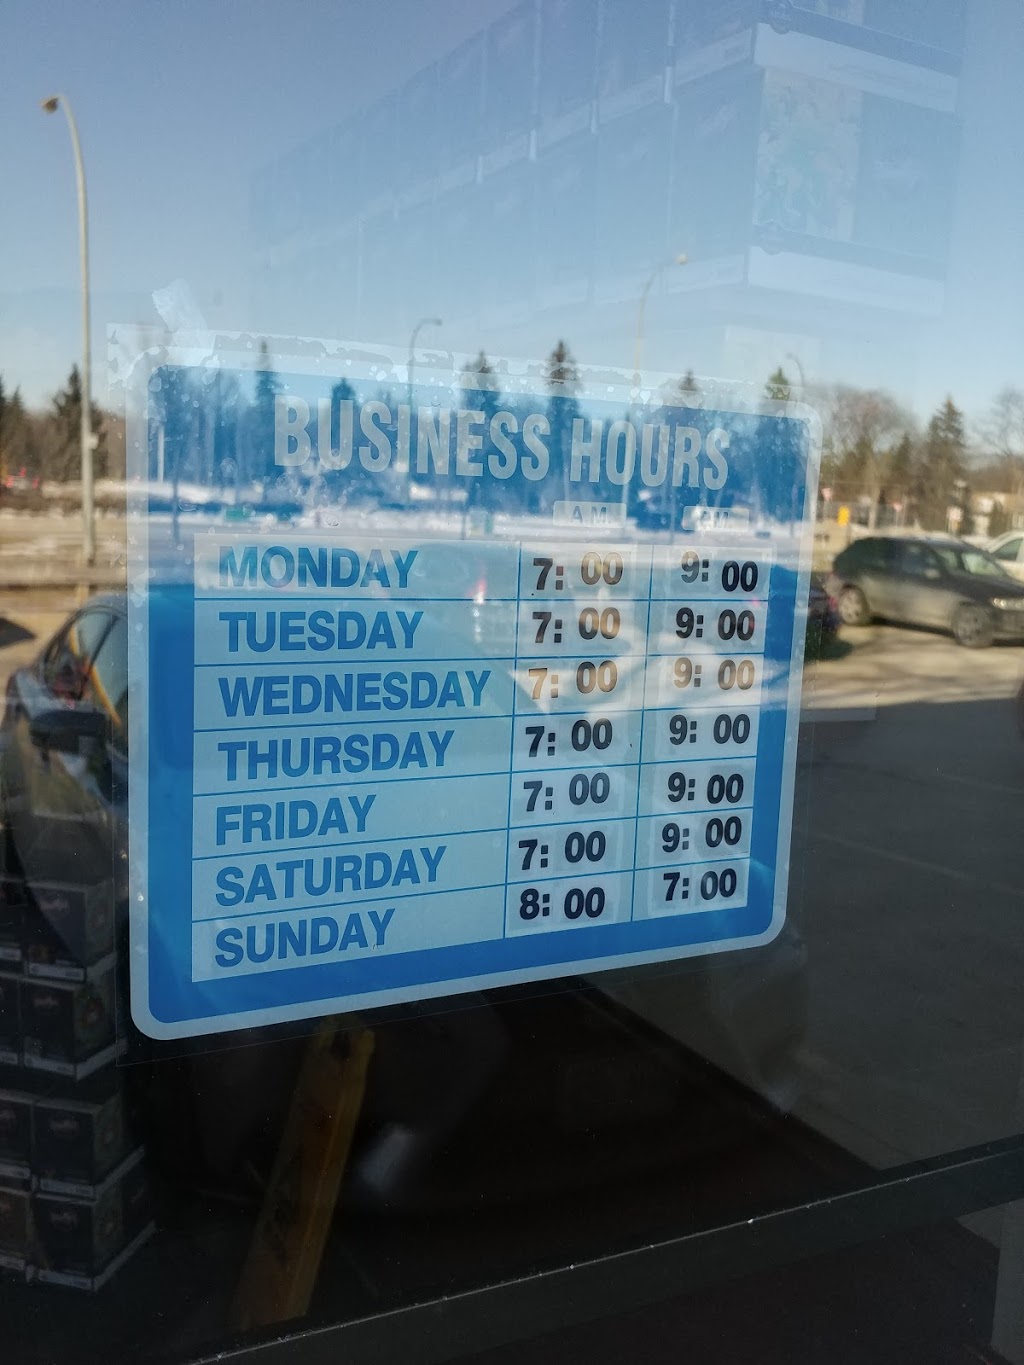 BUSINESS HOURS
A.M. P.M.
MONDAY 7: 00 9: 00
TUESDAY 7: 00 9: 00
WEDNESDAY 7: 00 9: 00
THURSDAY 7: 00 9: 00
FRIDAY 7: 00 9: 00
SATURDAY 7: 00 9: 00
SUNDAY 8: 00 7: 00